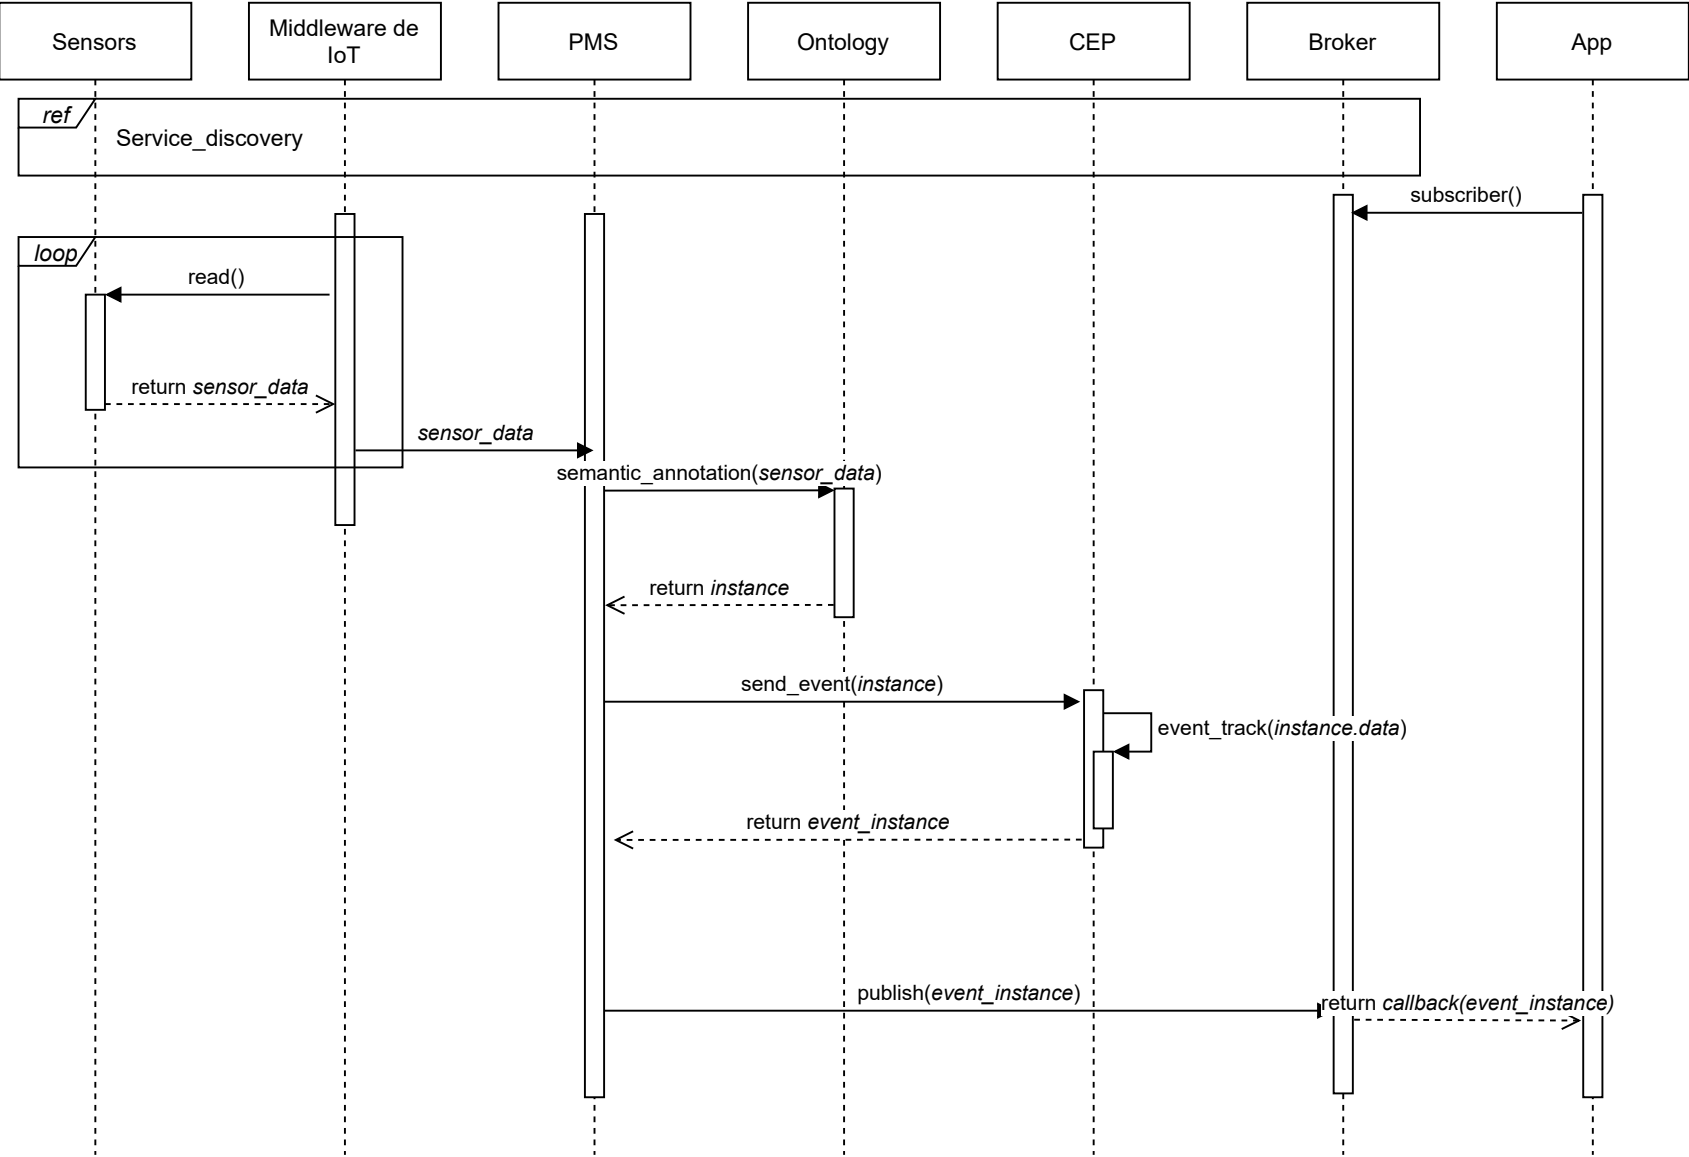 Sensors
Middleware de
IoT
PMS
Ontology
CEP
Broker
App
ref
Service_discovery
subscriber()
loop
read()
return sensor_data
sensor_data
semantic_annotation(sensor_data)
return instance
send_event(instance)
event_track(instance.data)
return event_instance
publish(event_instance)
return callback(event_instance)